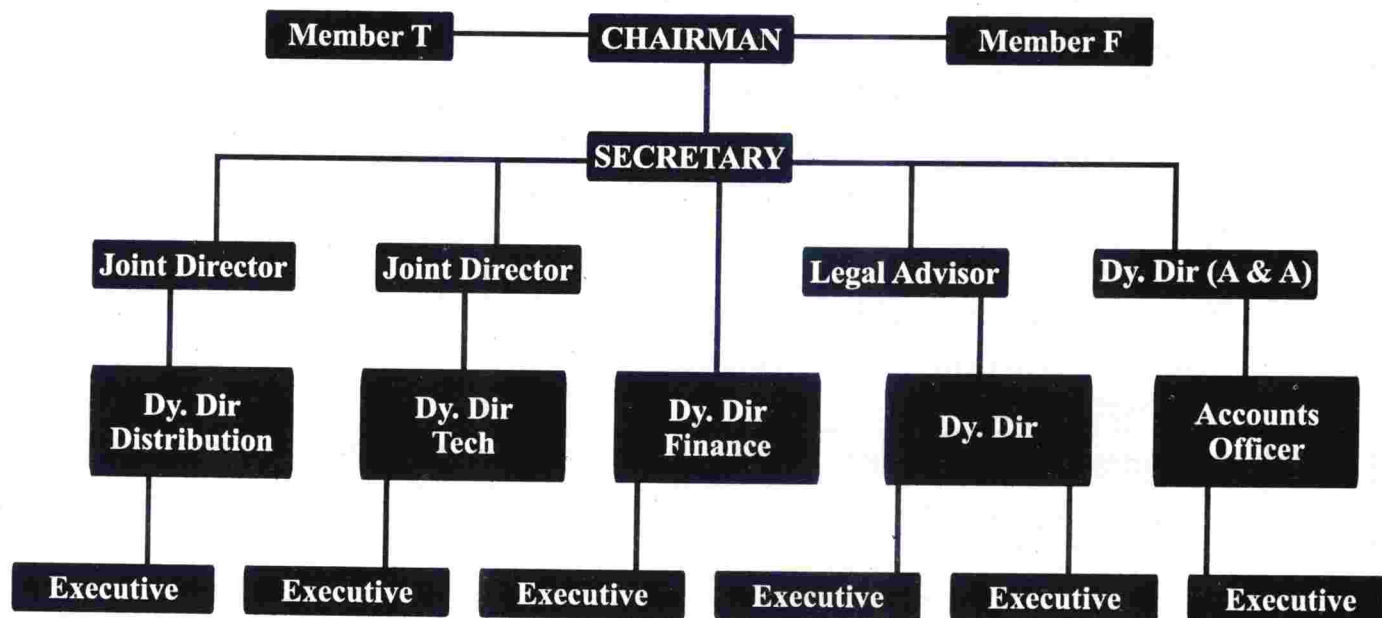 Member T
CHAIRMAN
Member F
SECRETARY
Joint Director
Joint Director
Legal Advisor
Dy. Dir (A & A)
Dy. Dir
Distribution
Dy. Dir
Tech
Dy. Dir
Finance
Dy. Dir
Accounts
Officer
Executive
Executive
Executive
Executive
Executive
Executive